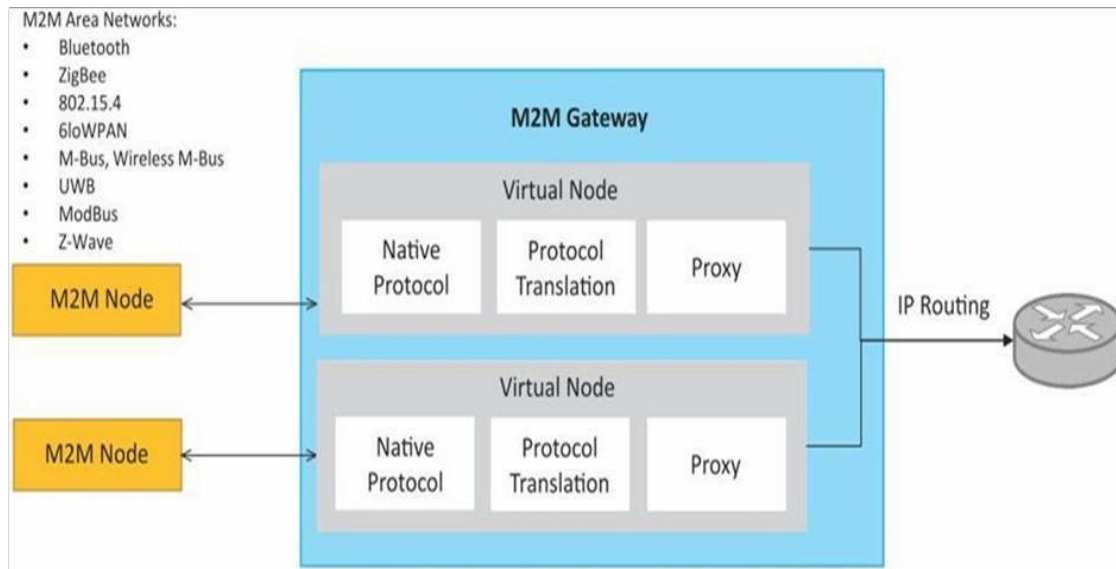 M2M Area Networks:
• Bluetooth
• ZigBee
• 802.15.4
• 6loWPAN
• M-Bus, Wireless M-Bus
• UWB
• ModBus
• Z-Wave
M2M Gateway
Virtual Node
Native
Protocol
Protocol
Translation
Proxy
M2M Node
IP Routing
Virtual Node
Native
Protocol
Protocol
Translation
Proxy
M2M Node